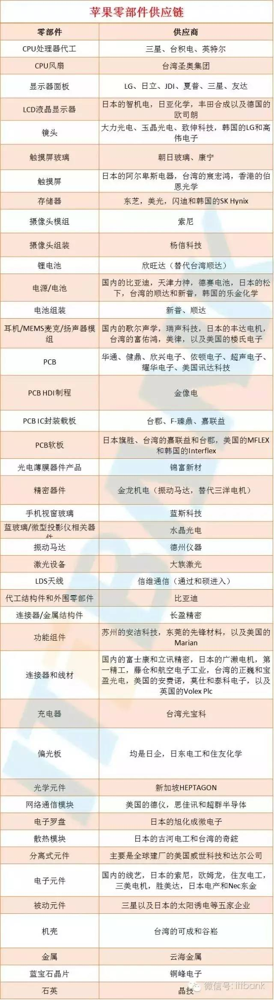 苹果零部件供应链
零部件 供应商
CPU处理器代工 三星、台积电、英特尔
CPU风扇 台湾圣奥集团
显示器面板 LG、日立、JDI、夏普、三星、友达
LCD液晶显示器 日本的智机电，日亚化学，丰田合成以及德国的
欧司朗
镜头 大力光电、玉晶光电、致伸科技，韩国的LG和高
伟电子
触摸屏玻璃 朝日玻璃、康宁
触摸屏 日本的阿尔卑斯电器，台湾的宸宏鸿，香港的伯
恩光学
存储器 东芝，美光，闪迪和韩国的SK Hynix
摄像头模组 索尼
摄像头组装 杨信科技
锂电池 欣旺达（替代台湾顺达）
电源/电池 国内的比亚迪，天津力神，德赛电池，日本的松
下，台湾的顺达和新普，韩国的乐金化学
电池组装 新普、顺达
耳机/MEMS麦克/扬声器模
组 国内的歌尔声学，瑞声科技，日本的丰达电机，
台湾的富佑鸿，美律，以及美国的楼氏电子
PCB 华通、健鼎、欣兴电子、依顿电子、超声电子、
耀华电子、美国讯达科技
PCB HDI制程 金像电
PCB IC封装载板 台郡、F-臻鼎、嘉联益
PCB软板 日本旗胜、台湾的嘉联益和台郡，美国的MFLEX
和韩国的Interflex
光电薄膜器件产品 锦富新材
精密器件 金龙机电（振动马达，替代三洋电机）
手机视窗玻璃 蓝斯科技
蓝玻璃/微型投影仪相关器
件 水晶光电
振动马达 德州仪器
激光设备 大族激光
LDS天线 信维通信（通过和硕进入）
代工结构件和外围零部件 比亚迪
连接器/金属结构件 长盈精密
功能组件 苏州的安洁科技，东莞的先锋材料，以及美国的
Marian
连接器和线材 国内的富士康和立讯精密，日本的广濑电机，第
一精工，藤仓和航空电子工业，台湾的正巍和宝
盈光电，美国的安费诺，莫仕和泰科电子，以及
英国的Volex Plc
充电器 台湾光宝科
偏光板 均是日企，日东电工和住友化学
光学元件 新加坡HEPTAGON
网络通信模块 美国的德仪，思佳讯和超群半导体
电子罗盘 日本的旭化成微电子
散热模块 日本的古河电工和台湾的奇鋐
分离式元件 主要是全球建厂的美国威世科技和达尔公司
电子元件 国内的线艺，日本的索尼，欧姆龙，住友电工，
三美电机，胜美达，日本电产和Nec东金
被动元件 三星以及日本的太阳诱电等五家企业
机壳 台湾的可成和谷崧
金属 云海金属
蓝宝石晶片 铜峰电子
石英 晶技
微信号: itfbank
ITFBANK